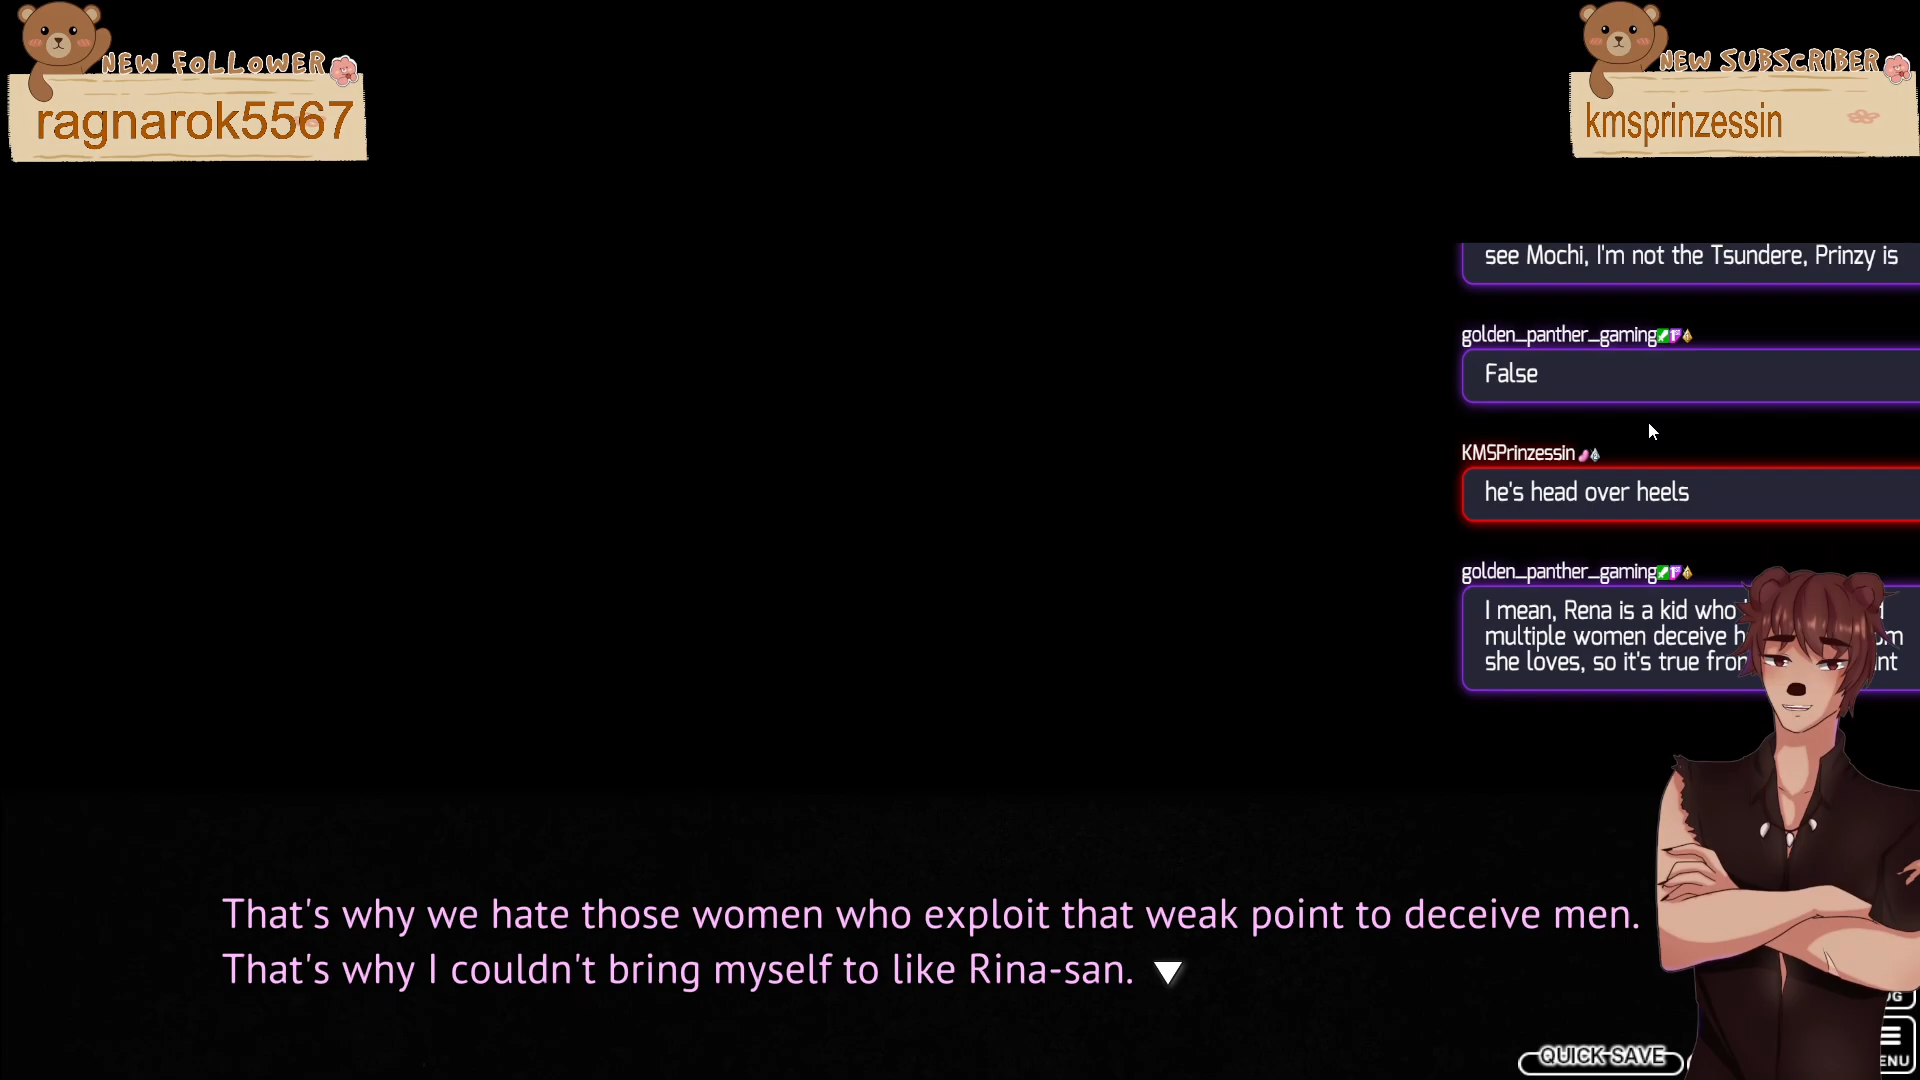 NEW FOLLOWER
ragnarok5567
NEW SUBSCRIBER
kmsprinzessin
see Mochi, I'm not the Tsundere, Prinzy is
golden_panther_gaming
False
KMSPrinzessin
he's head over heels
golden_panther_gaming
I mean, Rena is a kid who
multiple women deceive
she loves, so it's true
That's why we hate those women who exploit that weak point to deceive men.
That's why I couldn't bring myself to like Rina-san.
QUICK SAVE